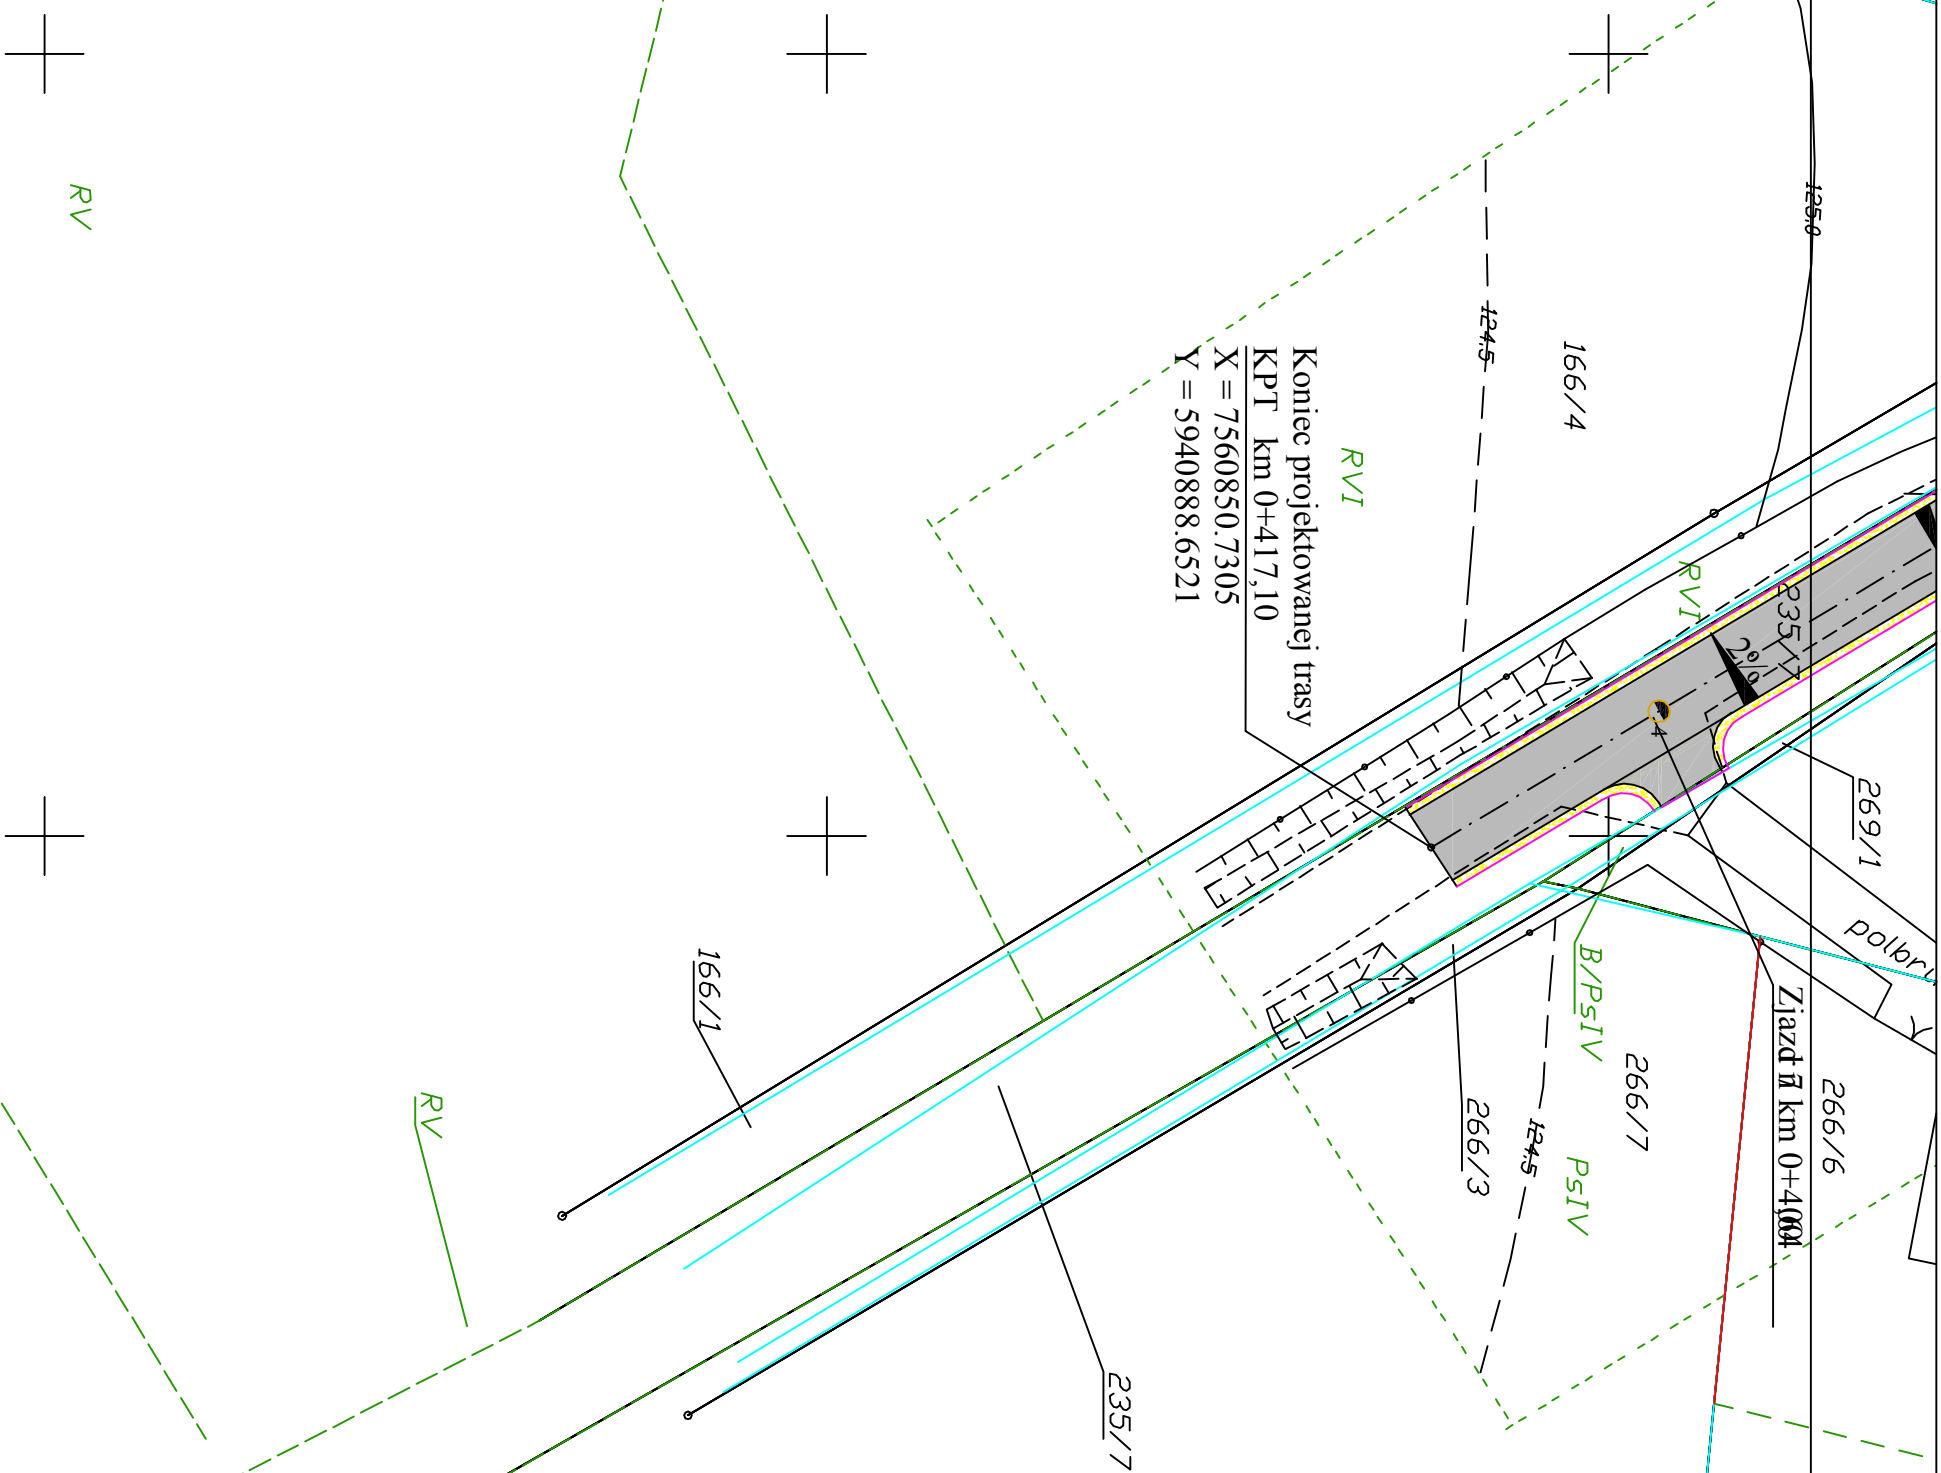 125.0
166/4
124.5
Koniec projektowanej trasy
KPT km 0+417,10
X = 7560850.7305
Y = 5940888.6521
RVI
RVI
235/7
2%
269/1
RV
B/PsIV
Zjazd
km
266/6
266/7
PsIV
124.5
266/3
166/1
RV
235/7